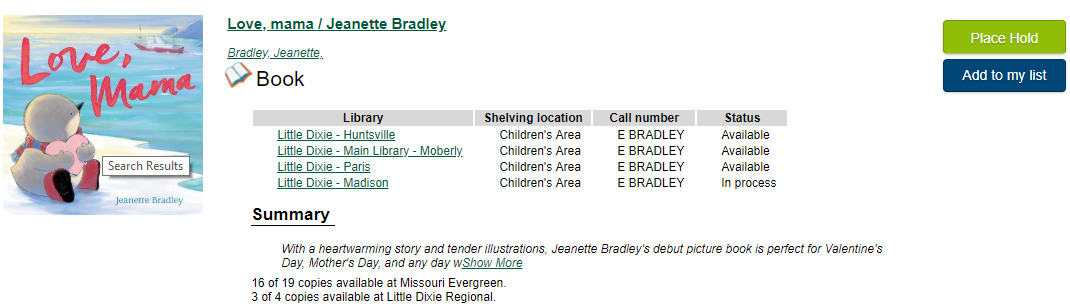 Love,
Mama
Search Results
Jeanette Bradley
Love, mama / Jeanette Bradley
Bradley, Jeanette,
Book
Place Hold
Add to my list
Library Shelving location Call number Status
Little Dixie - Huntsville Children's Area E BRADLEY Available
Little Dixie - Main Library - Moberly Children's Area E BRADLEY Available
Little Dixie - Paris Children's Area E BRADLEY Available
Little Dixie - Madison Children's Area E BRADLEY In process
Summary
With a heartwarming story and tender illustrations, Jeanette Bradley's debut picture book is perfect for Valentine's
Day, Mother's Day, and any day wShow More
16 of 19 copies available at Missouri Evergreen.
3 of 4 copies available at Little Dixie Regional.